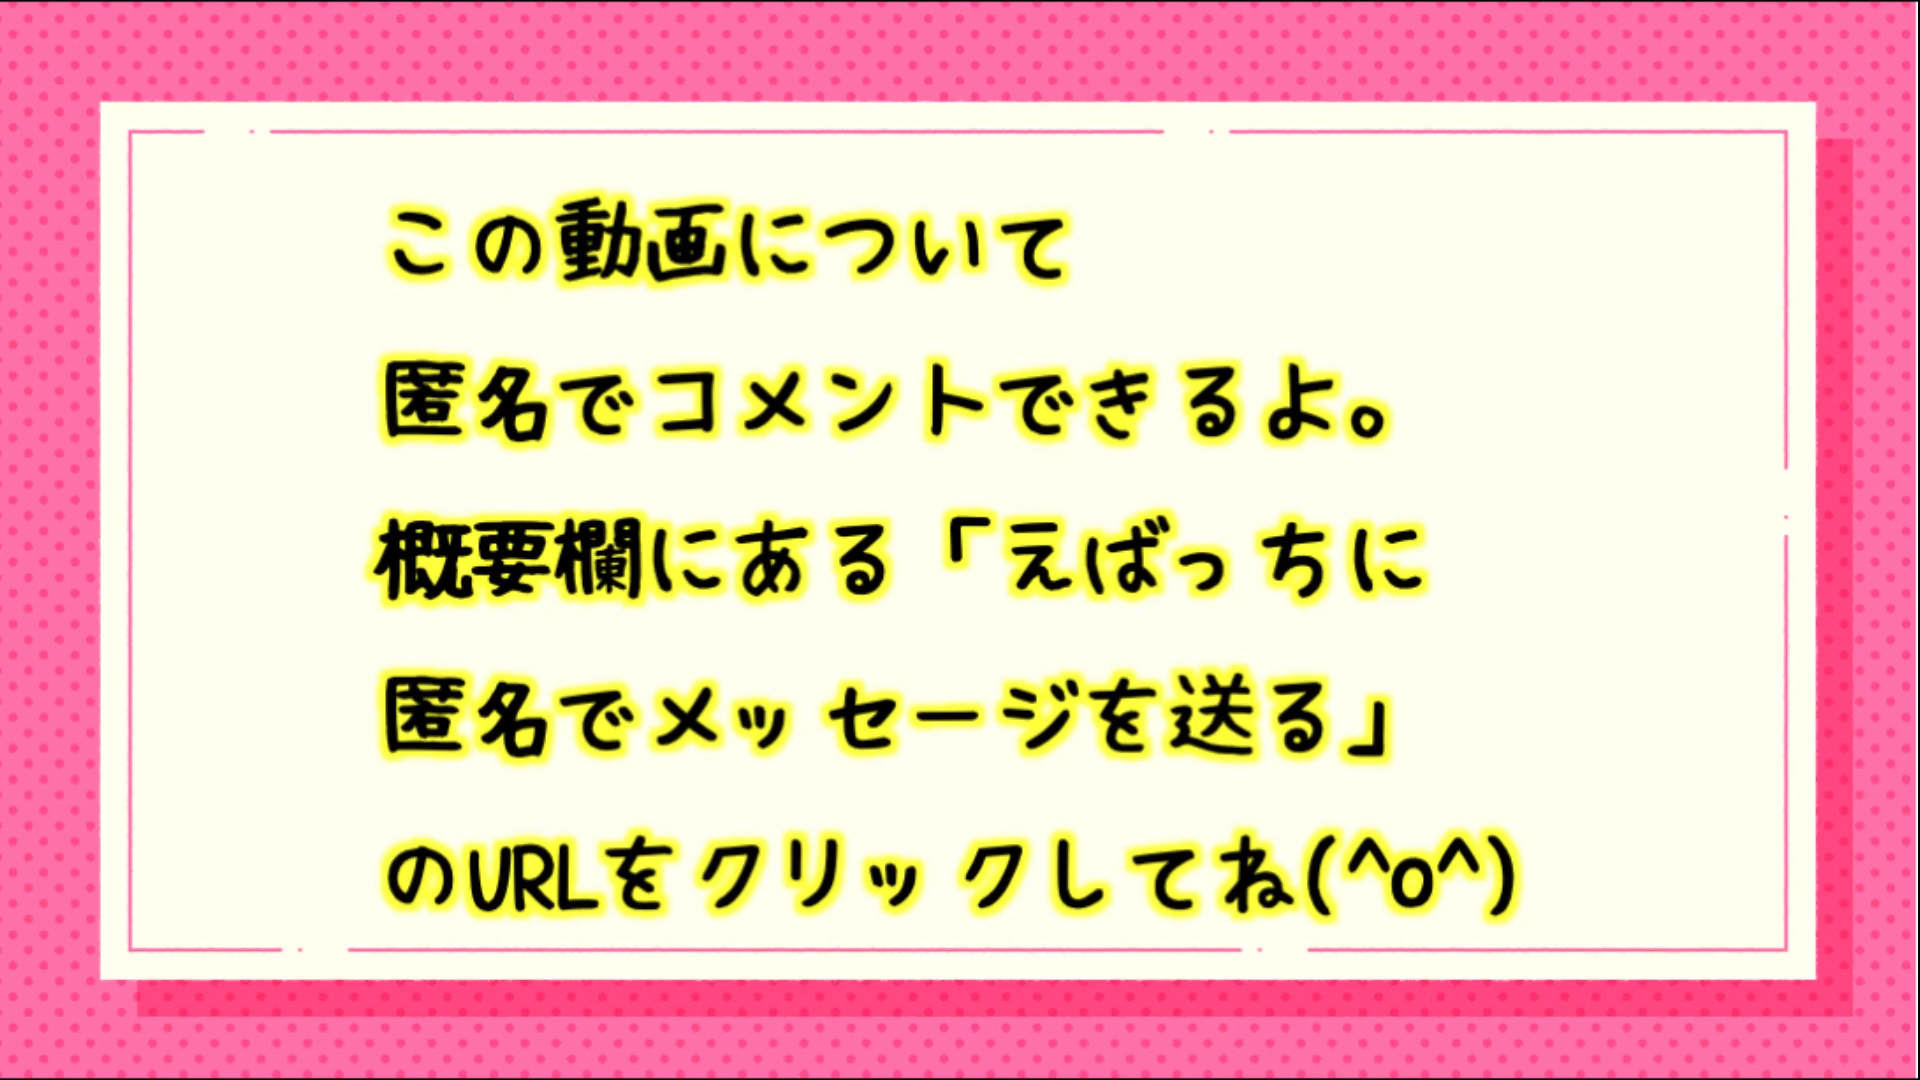 この動画について
匿名でコメントできるよ。
概要欄にある「えばっちに
匿名でメッセージを送る」
のURLをクリックしてね(^o^)